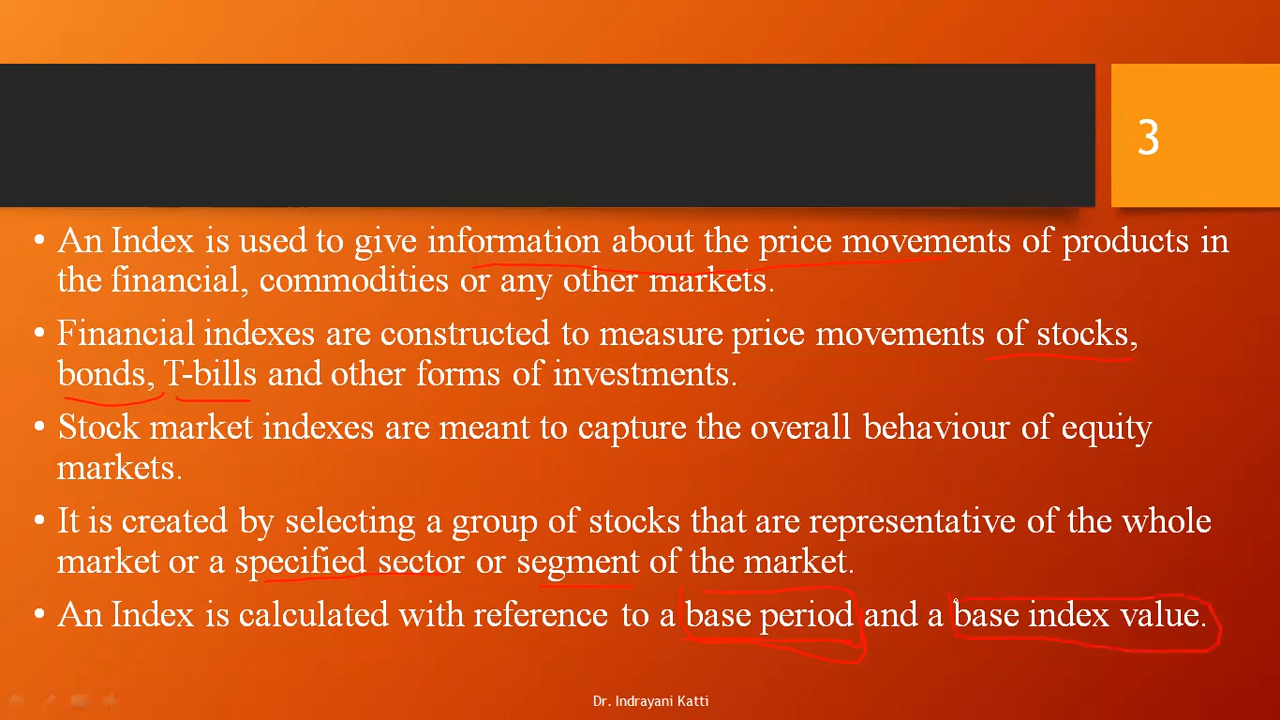 3
• An Index is used to give information about the price movements of products in
the financial, commodities or any other markets.
• Financial indexes are constructed to measure price movements of stocks,
bonds, T-bills and other forms of investments.
• Stock market indexes are meant to capture the overall behaviour of equity
markets.
• It is created by selecting a group of stocks that are representative of the whole
market or a specified sector or segment of the market.
• An Index is calculated with reference to a base period and a base index value.
Dr. Indrayani Katti